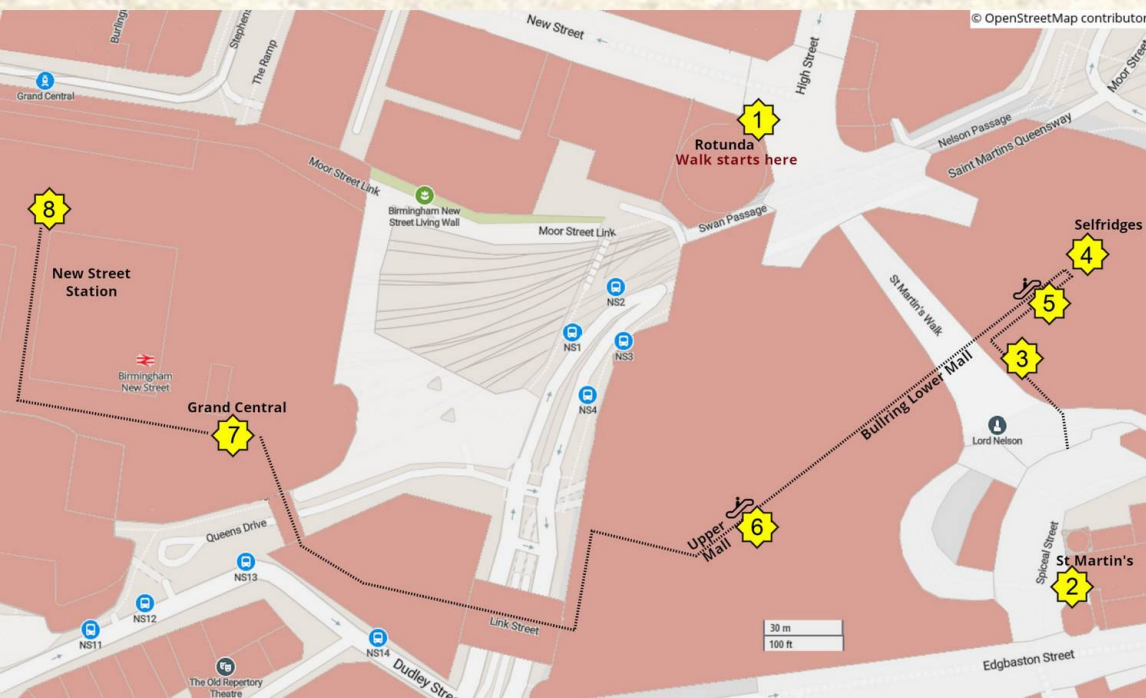 © OpenStreetMap contributor
New Street
High Street
Burling
Stephens
The Ramp
Grand Central
Moor Street
Nelson Passage
Saint Martins Queensway
1
Rotunda
Walk starts here
Moor Street Link
Birmingham New
Street Living Wall
Moor Street Link
Swan Passage
8
New Street
Station
Selfridges
4
5
3
NS2
NS1
NS3
NS4
St Martin's Walk
Birmingham
New Street
Bullring Lower Mall
Grand Central
7
Lord Nelson
Upper
Mall
6
Queens Drive
Spiceal Street
St Martin's
2
NS13
NS12
NS11
NS14
Link Street
30 m
100 ft
Dudley Stre
Edgbaston Street
The Old Repertory
Theatre